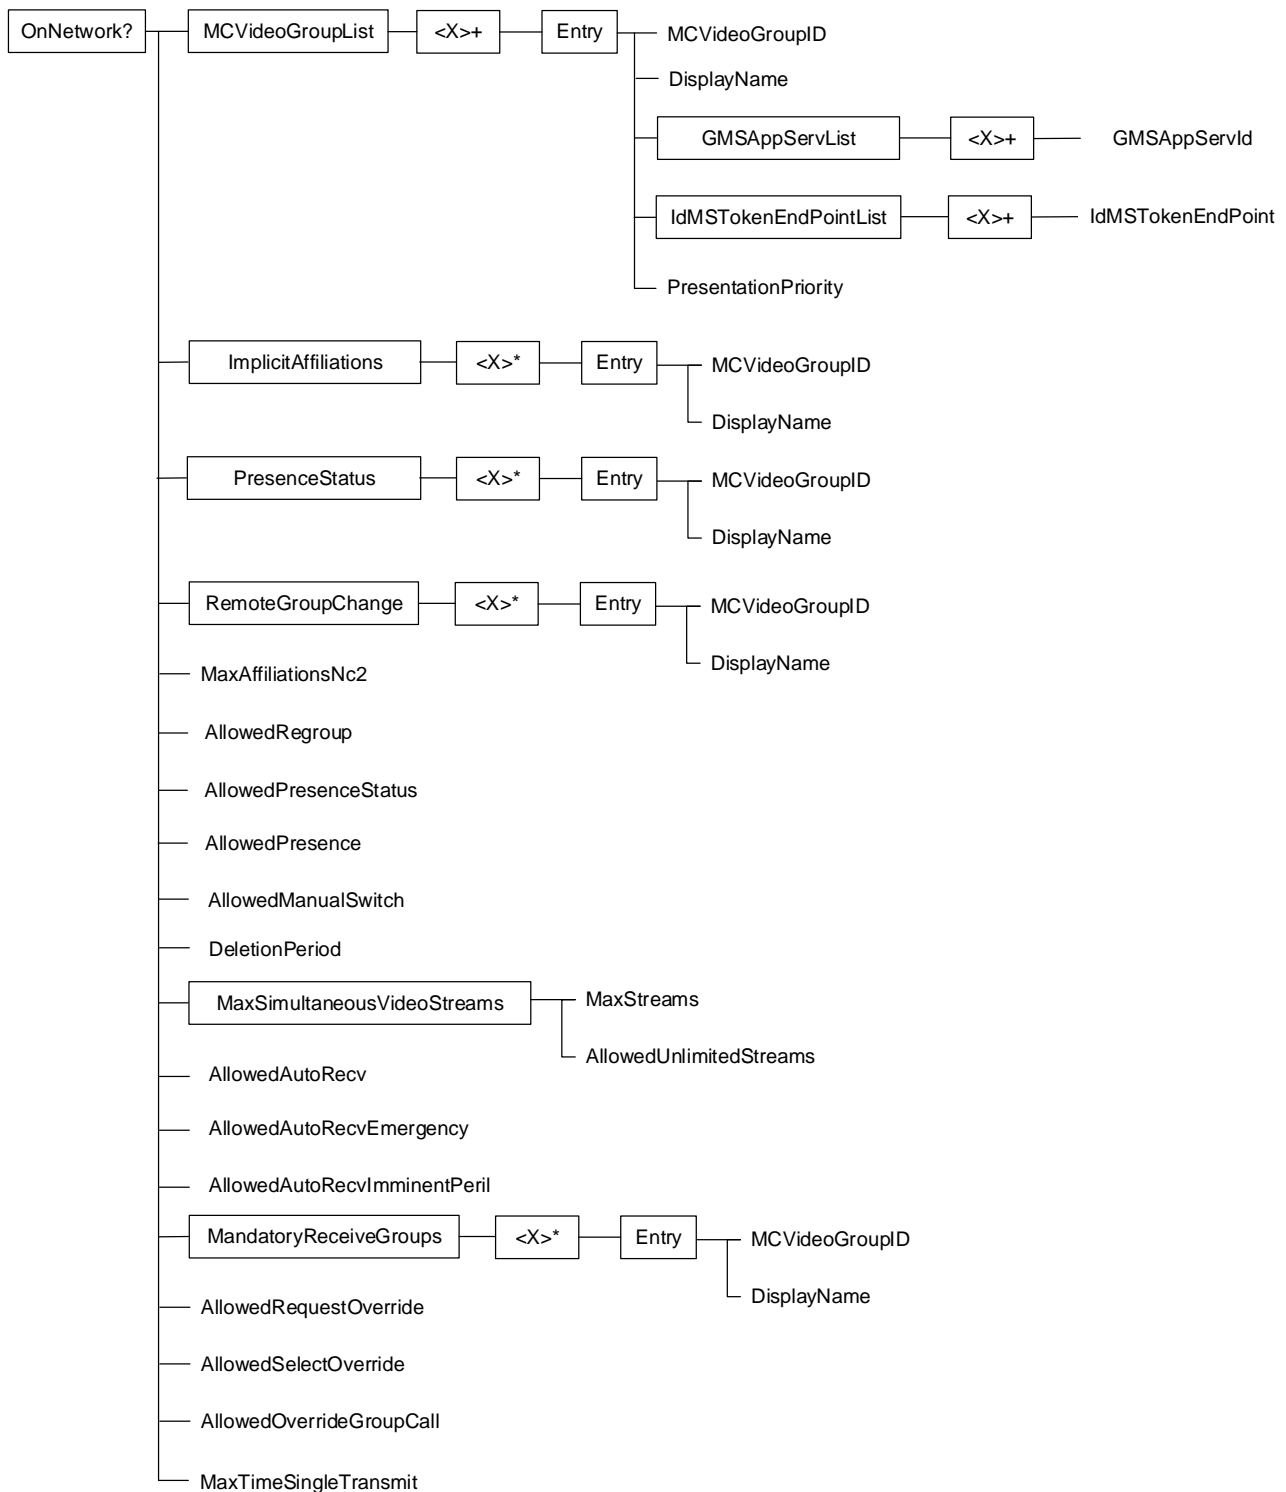 OnNetwork? MCVideoGroupList <X>+ Entry MCVideoGroupID
DisplayName
GMSAppServList <X>+ GMSAppServId
IdMSTokenEndPointList <X>+ IdMSTokenEndPoint
PresentationPriority
ImplicitAffiliations <X>* Entry MCVideoGroupID
DisplayName
PresenceStatus <X>* Entry MCVideoGroupID
DisplayName
RemoteGroupChange <X>* Entry MCVideoGroupID
DisplayName
MaxAffiliationsNc2
AllowedRegroup
AllowedPresenceStatus
AllowedPresence
AllowedManualSwitch
DeletionPeriod
MaxSimultaneousVideoStreams MaxStreams
AllowedUnlimitedStreams
AllowedAutoRecv
AllowedAutoRecvEmergency
AllowedAutoRecvImminentPeril
MandatoryReceiveGroups <X>* Entry MCVideoGroupID
DisplayName
AllowedRequestOverride
AllowedSelectOverride
AllowedOverrideGroupCall
MaxTimeSingleTransmit